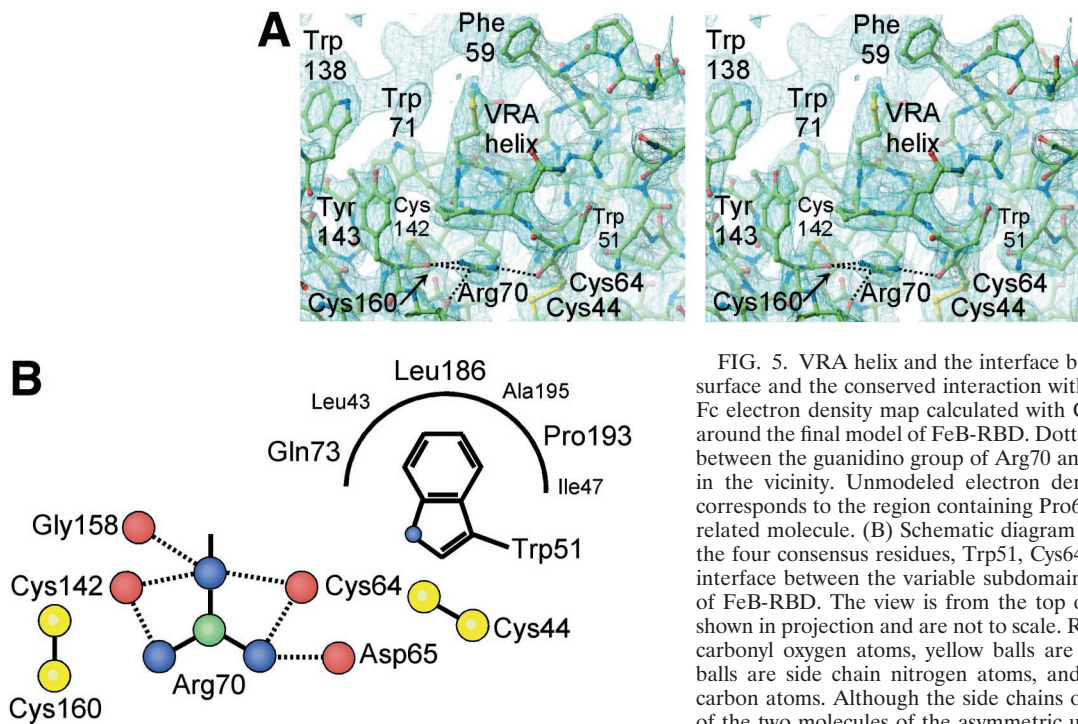 A
Trp
138
Phe
59
Trp
71
VRA
helix
Tyr
143
Cys
142
Trp
51
Cys160
Arg70
Cys64
Cys44
Trp
138
Phe
59
Trp
71
VRA
helix
Tyr
143
Cys
142
Trp
51
Cys160
Arg70
Cys64
Cys44
B
Leu186
Leu43
Ala195
Gln73
Pro193
Ile47
Gly158
Trp51
Cys142
Cys64
Cys44
Asp65
Arg70
Cys160
FIG. 5. VRA helix and the interface b
surface and the conserved interaction with
Fc electron density map calculated with C
around the final model of FeB-RBD. Dott
between the guanidino group of Arg70 an
in the vicinity. Unmodeled electron den
corresponds to the region containing Pro6
related molecule. (B) Schematic diagram
the four consensus residues, Trp51, Cys64
interface between the variable subdomain
of FeB-RBD. The view is from the top o
shown in projection and are not to scale. R
carbonyl oxygen atoms, yellow balls are
balls are side chain nitrogen atoms, and
carbon atoms. Although the side chains o
of the two molecules of the asymmetric u